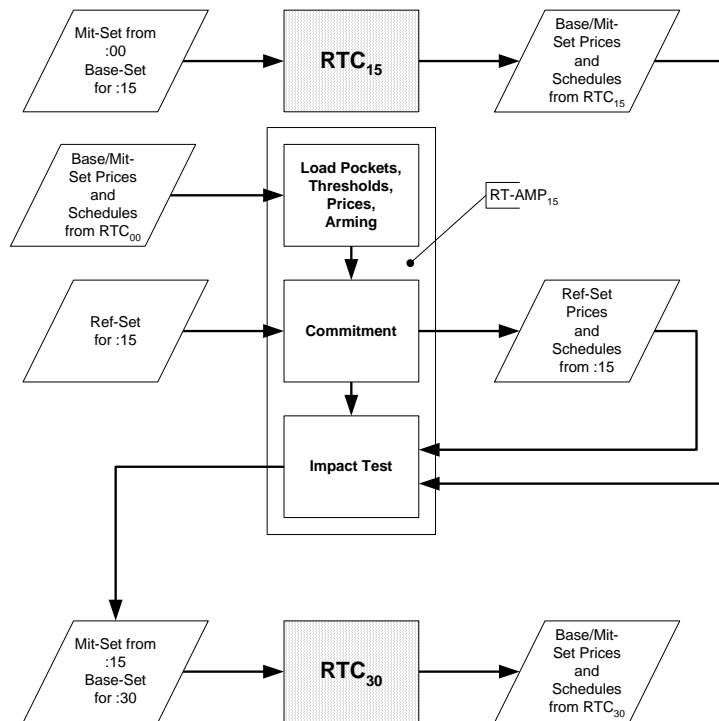 Mit-Set from
:00
Base-Set
for :15
RTC15
Base/Mit-
Set Prices
and
Schedules
from RTC15
Base/Mit-
Set Prices
and
Schedules
from RTC00
Load Pockets,
Thresholds,
Prices,
Arming
RT-AMP15
Ref-Set
for :15
Commitment
Ref-Set
Prices
and
Schedules
from :15
Impact Test
Mit-Set from
:15
Base-Set
for :30
RTC30
Base/Mit-
Set Prices
and
Schedules
from RTC30